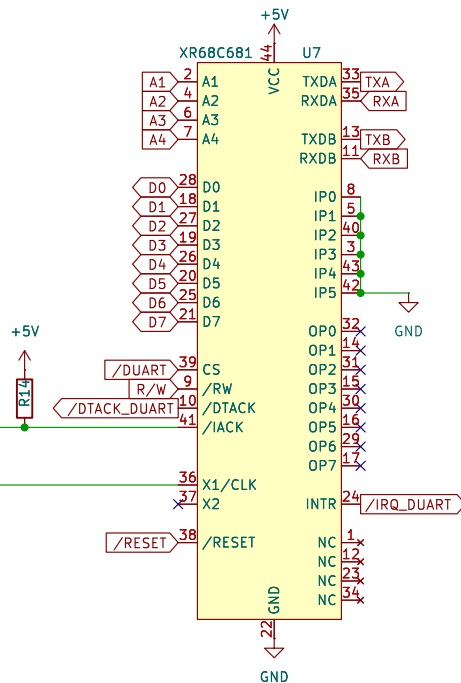 +5V
XR68C681 U7
44
VCC
A1 2 A1 TXDA 33 TXA
A2 4 A2 RXDA 35 RXA
A3 6 A3
A4 7 A4 TXDB 13 TXB
RXDB 11 RXB
D0 28 D0 IP0 8
D1 18 D1 IP1 5
D2 27 D2 IP2 40
D3 19 D3 IP3 3
D4 26 D4 IP4 43
D5 20 D5 IP5 42
D6 25 D6
D7 21 D7
GND
+5V
OP0 32
OP1 14
/DUART 39 CS OP2 31
R/W 9 /RW OP3 15
R14
/DTACK_DUART 10 /DTACK OP4 30
41 /IACK OP5 16
OP6 29
OP7 17
36 X1/CLK
37 X2 INTR 24 /IRQ_DUART
/RESET 38 /RESET NC 1
NC 12
NC 23
NC 34
GND
22
GND